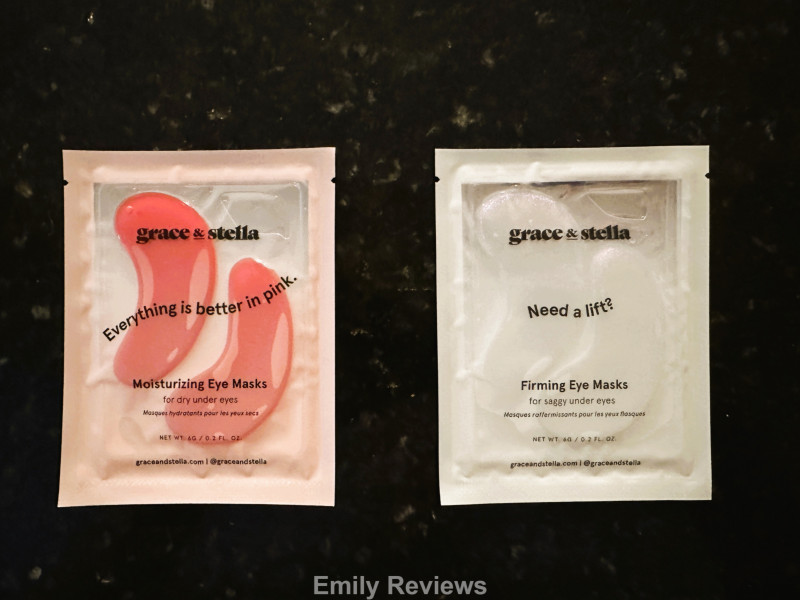 grace & stella
Everything is better in pink.
Moisturizing Eye Masks
for dry under eyes
Masques hydratants pour les yeux secs
NET WT. 6G / 0.2 FL. OZ.
graceandstella.com | @graceandstella
grace & stella
Need a lift?
Firming Eye Masks
for saggy under eyes
Masques raffermissants pour les yeux flasques
NET WT. 6G / 0.2 FL. OZ.
graceandstella.com | @graceandstella
Emily Reviews